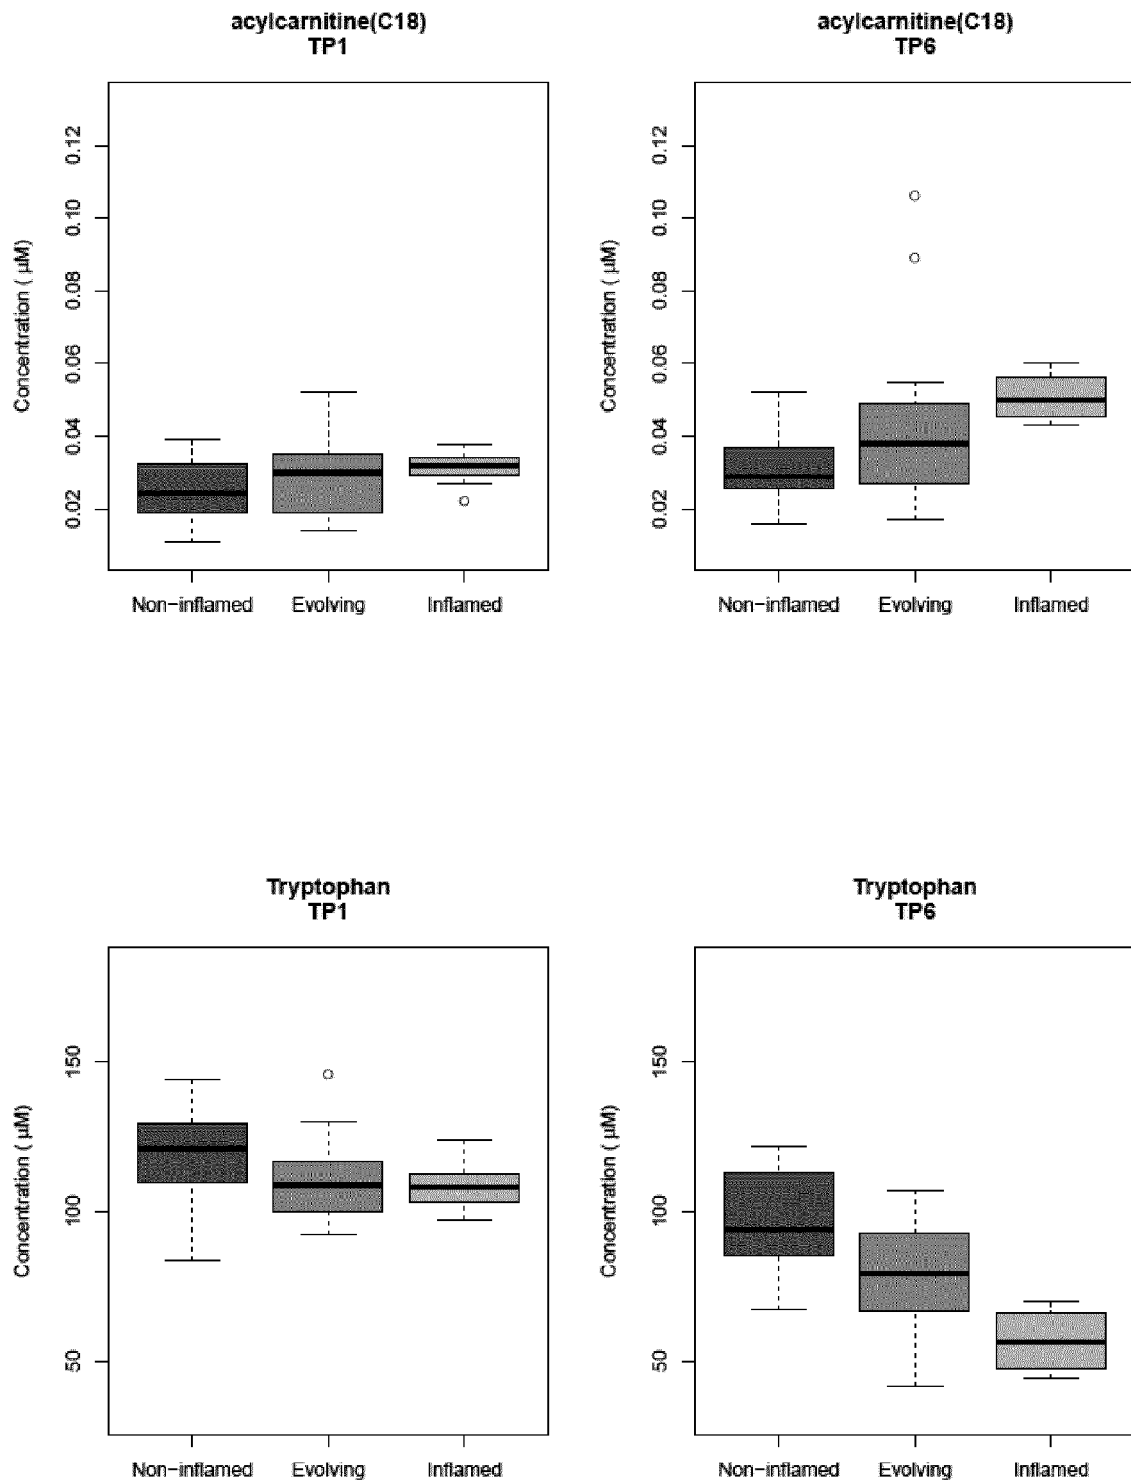 acylcarnitine(C18)
TP1
Concentration ( μM)
0.02
0.04
0.06
0.08
0.10
0.12
Non-inflamed
Evolving
Inflamed
acylcarnitine(C18)
TP6
Concentration ( μM)
0.02
0.04
0.06
0.08
0.10
0.12
Non-inflamed
Evolving
Inflamed
Tryptophan
TP1
Concentration ( μM)
50
100
150
Non-inflamed
Evolving
Inflamed
Tryptophan
TP6
Concentration ( μM)
50
100
150
Non-inflamed
Evolving
Inflamed